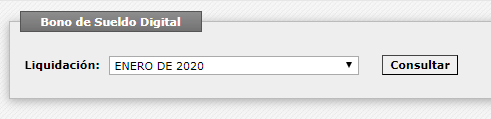 Bono de Sueldo Digital
Liquidación: ENERO DE 2020 Consultar